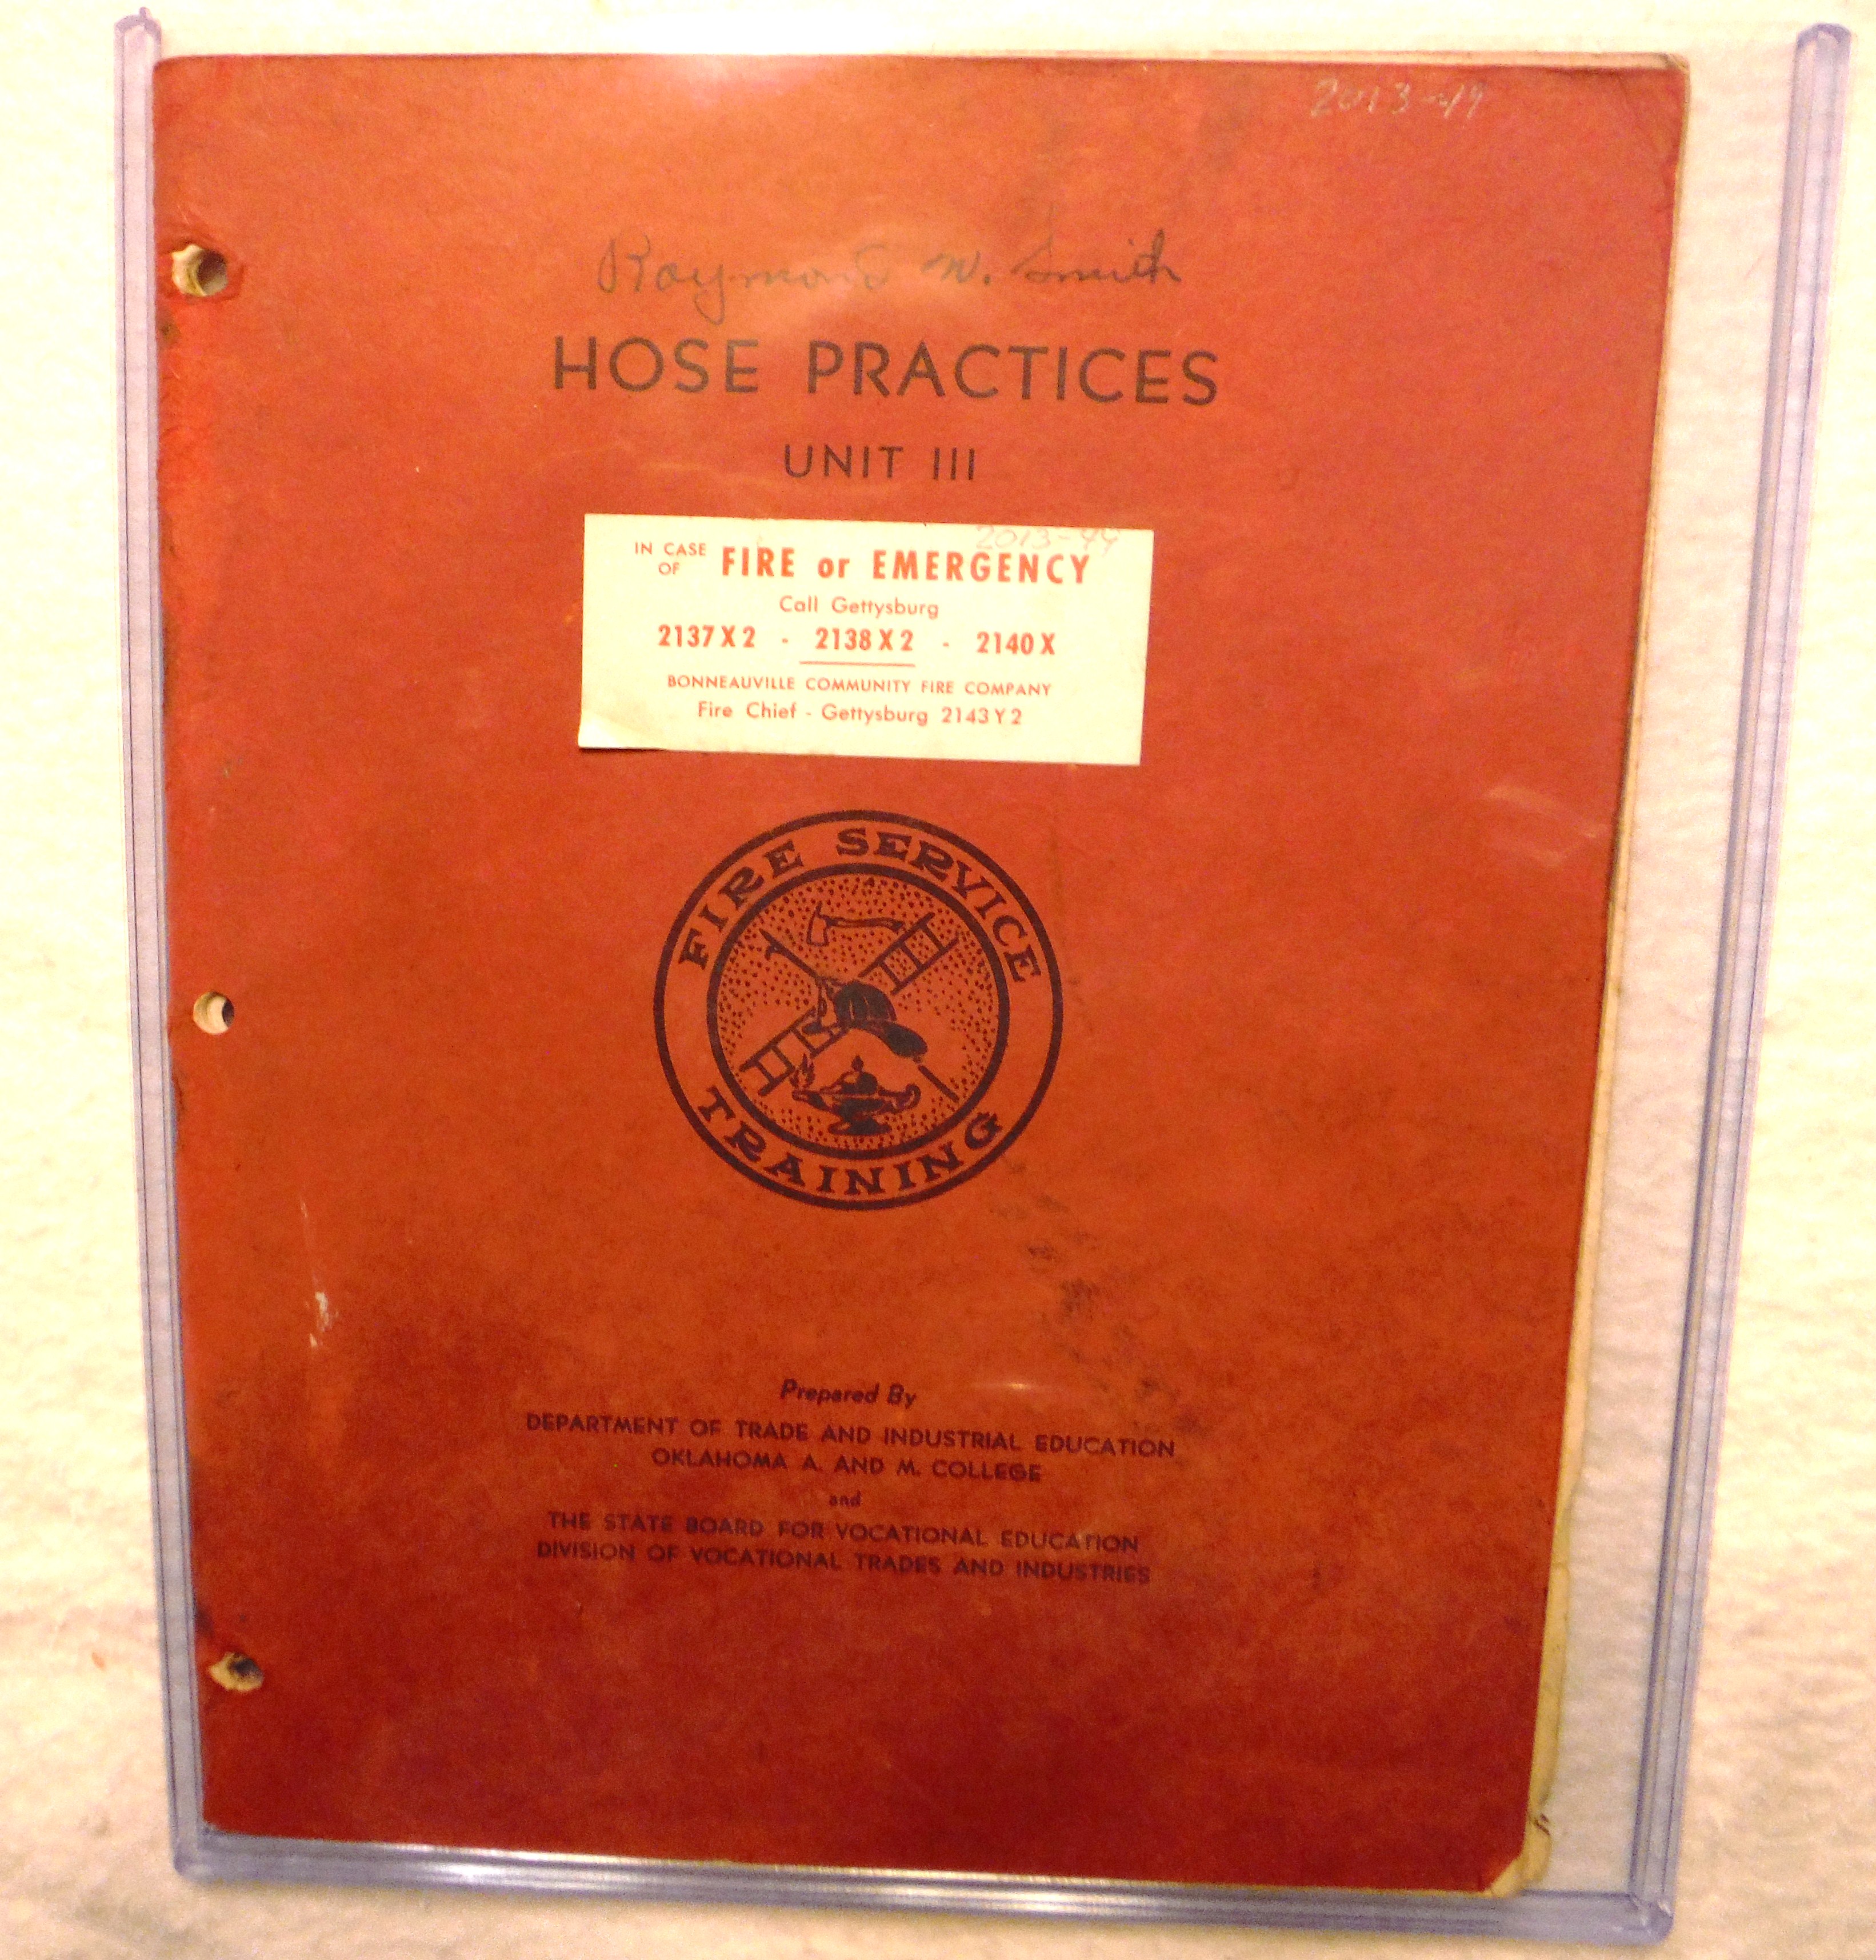 2013-44
Raymond W. Smith
HOSE PRACTICES
UNIT III
2013-44
IN CASE OF FIRE or EMERGENCY
Call Gettysburg
2137X2 - 2138X2 - 2140X
BONNEAUVILLE COMMUNITY FIRE COMPANY
Fire Chief - Gettysburg 2143Y2
FIRE SERVICE
TRAINING
Prepared By
DEPARTMENT OF TRADE AND INDUSTRIAL EDUCATION
OKLAHOMA A. AND M. COLLEGE
and
THE STATE BOARD FOR VOCATIONAL EDUCATION
DIVISION OF VOCATIONAL TRADES AND INDUSTRIES